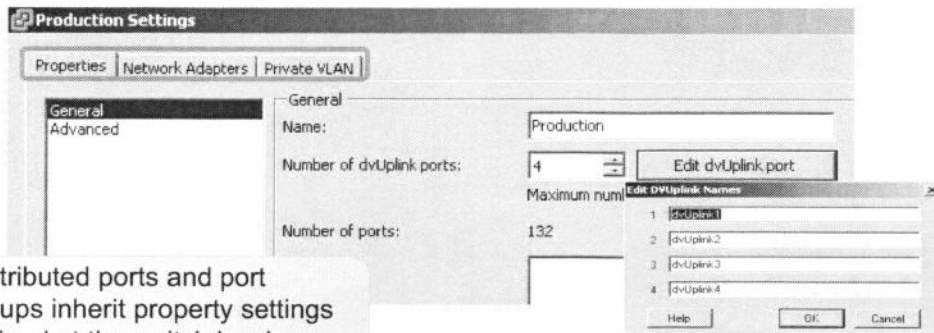 Production Settings
Properties Network Adapters Private VLAN
General
Advanced
General
Name: Production
Number of dvUplink ports: 4 Edit dvUplink port
Maximum num
Number of ports: 132
Edit DVUplink Names
1 dvUplink1
2 dvUplink2
3 dvUplink3
4 dvUplink4
Help OK Cancel
tributed ports and port
ups inherit property settings